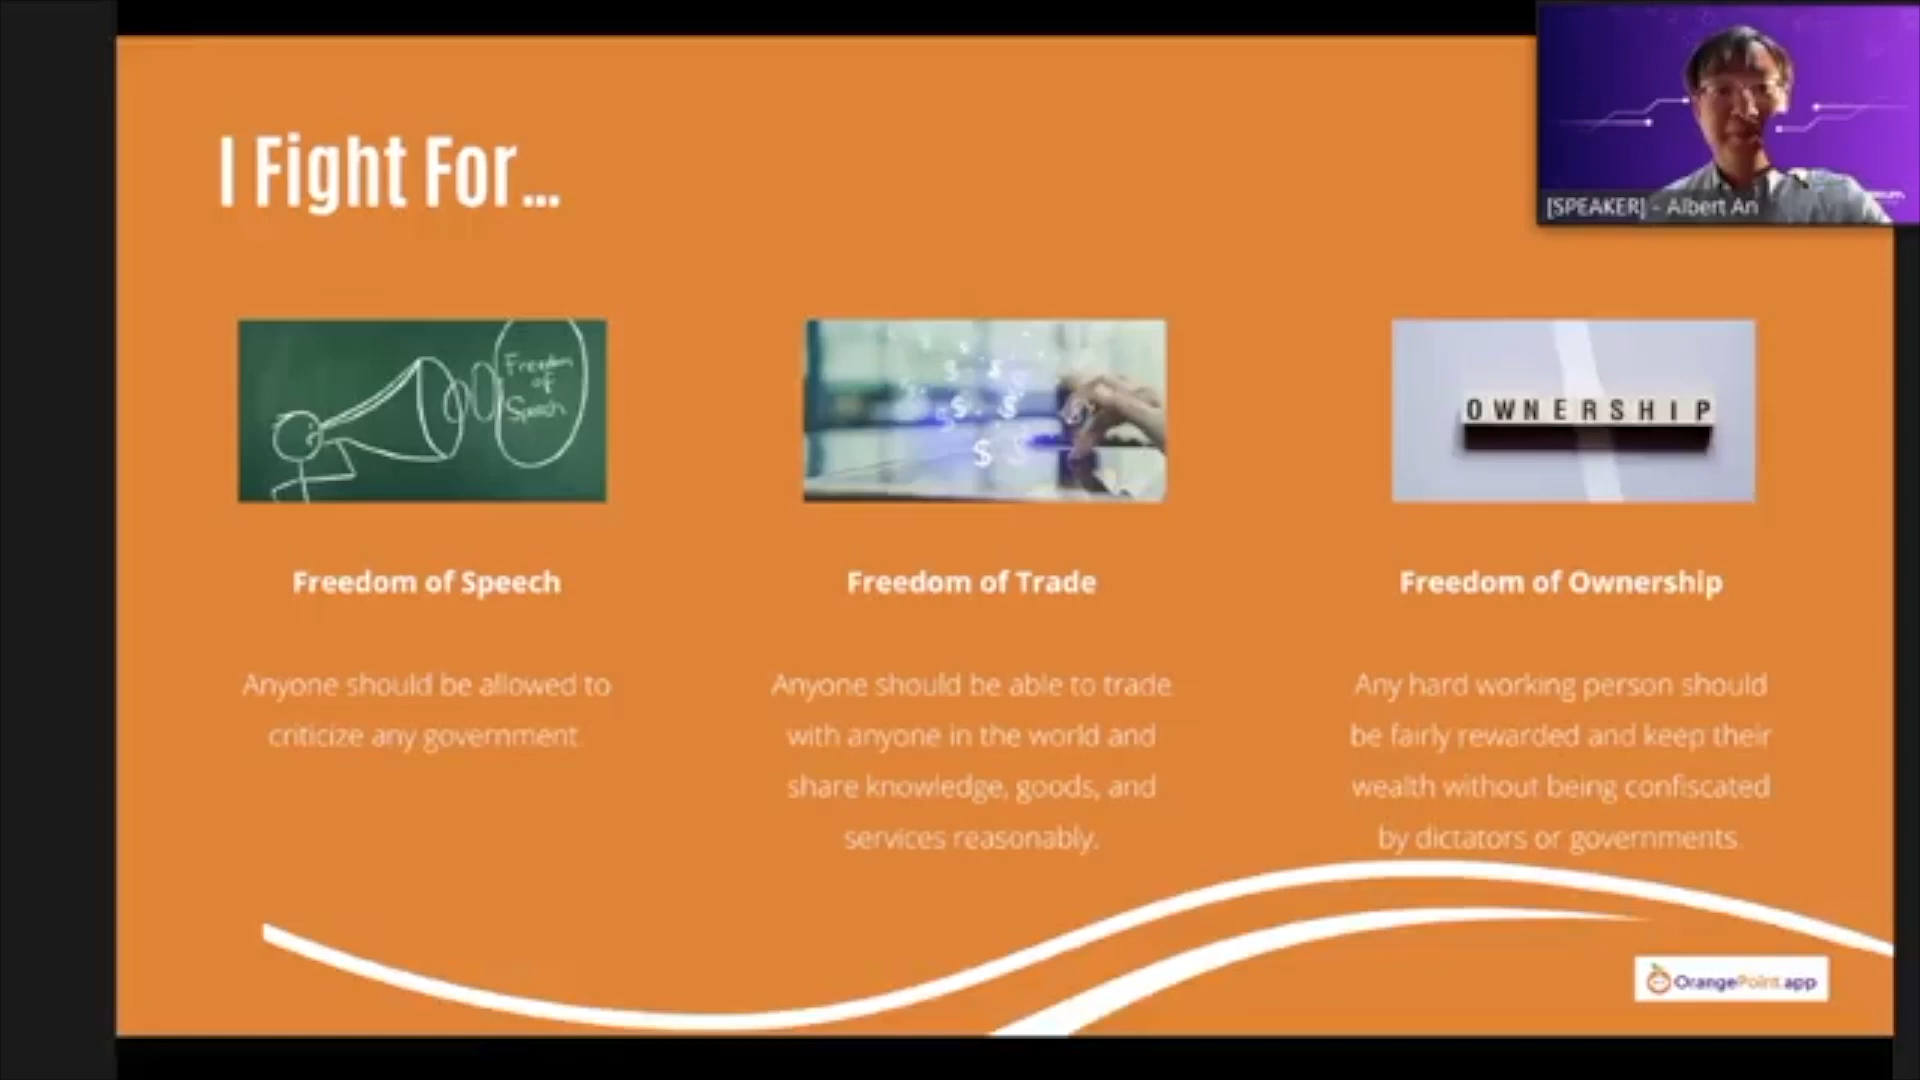 I Fight For...
[SPEAKER] - Albert An
Freedom
of
Speech
OWNERSHIP
Freedom of Speech
Freedom of Trade
Freedom of Ownership
Anyone should be allowed to
criticize any government.
Anyone should be able to trade
with anyone in the world and
share knowledge, goods, and
services reasonably.
Any hard working person should
be fairly rewarded and keep their
wealth without being confiscated
by dictators or governments.
OrangePoint.app